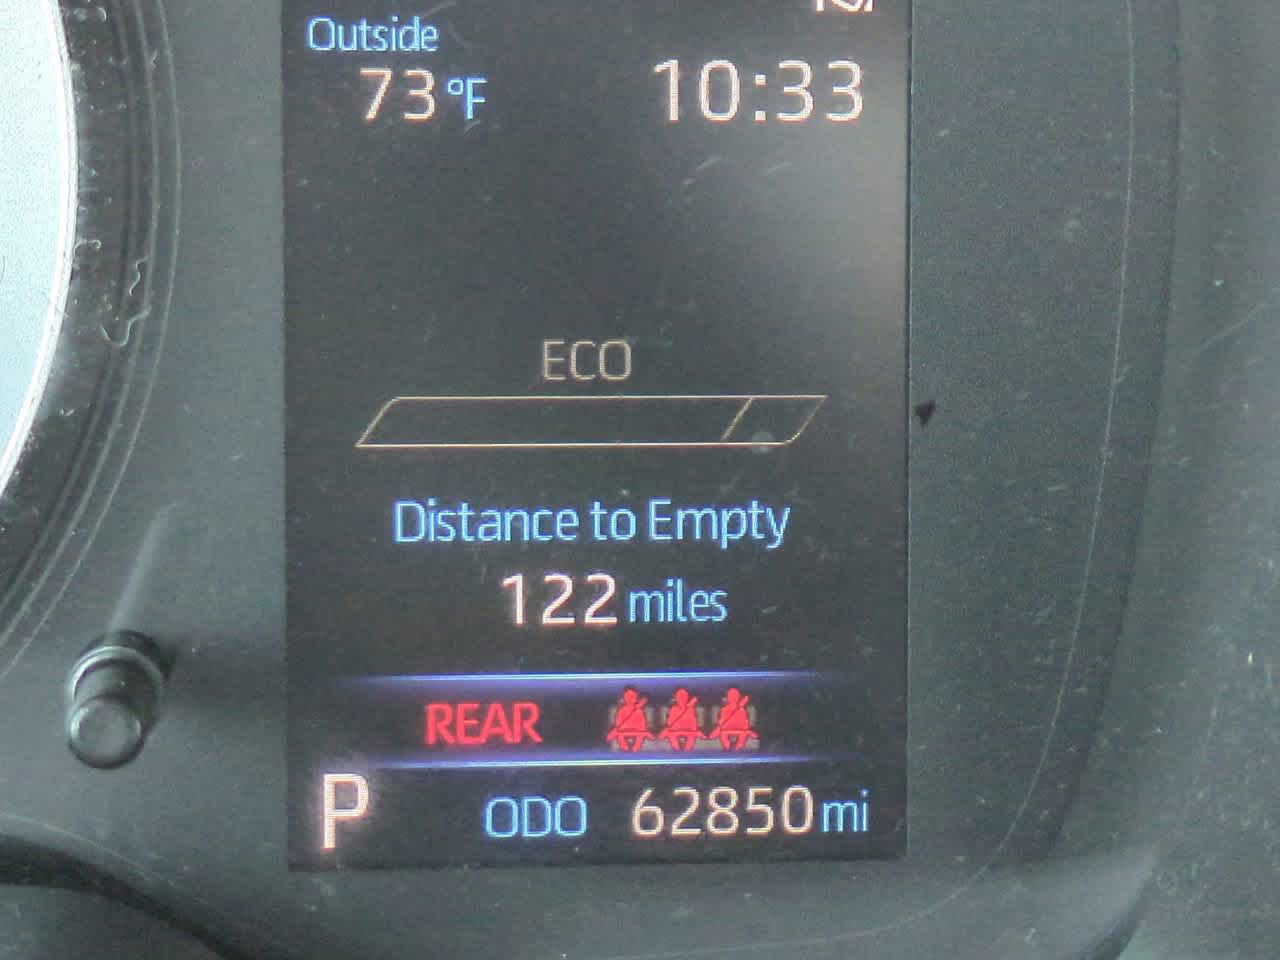 Outside
73 °F 10:33
ECO
Distance to Empty
122 miles
REAR
P ODO 62850 mi